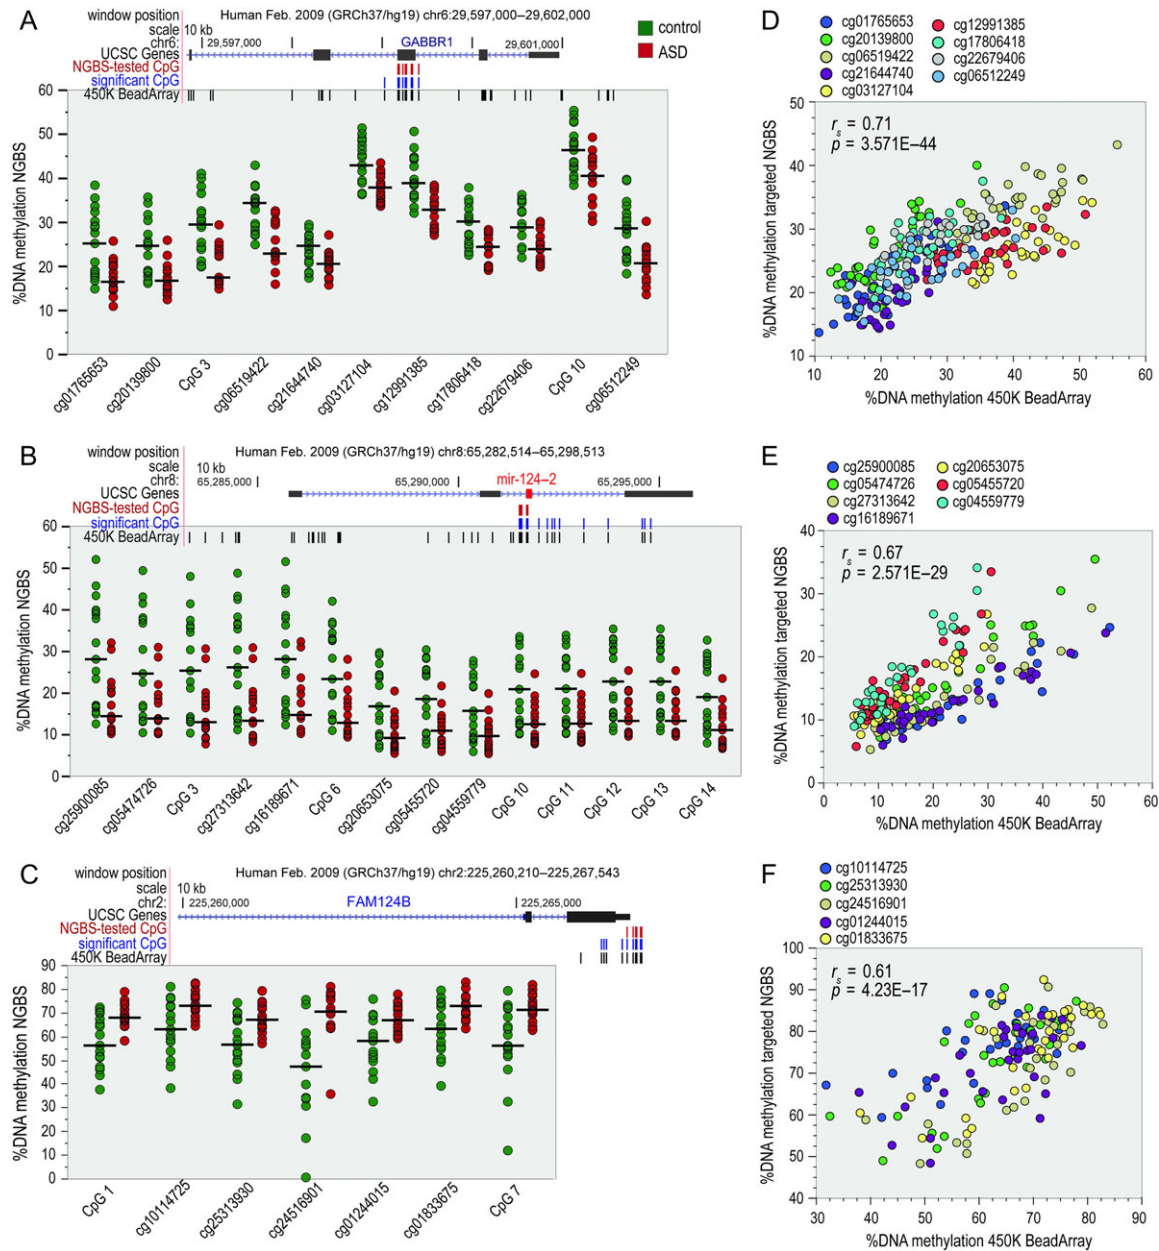 A
window position
Human Feb. 2009 (GRCh37/hg19) chr6:29,597,000–29,602,000
scale
10 kb
chr6:
29,597,000
GABBR1
29,601,000
UCSC Genes
NGBS-tested CpG
significant CpG
450K BeadArray
control
ASD
%DNA methylation NGBS
60
50
40
30
20
10
0
cg01765653
cg20139800
CpG 3
cg06519422
cg21644740
cg03127104
cg12991385
cg17806418
cg22679406
CpG 10
cg06512249
D
cg01765653
cg20139800
cg06519422
cg21644740
cg03127104
cg12991385
cg17806418
cg22679406
cg06512249
rs = 0.71
p = 3.571E–44
%DNA methylation targeted NGBS
50
40
30
20
10
10 20 30 40 50 60
%DNA methylation 450K BeadArray
B
window position
Human Feb. 2009 (GRCh37/hg19) chr8:65,282,514–65,298,513
scale
10 kb
chr8:
65,285,000
65,290,000
mir-124–2
65,295,000
UCSC Genes
NGBS-tested CpG
significant CpG
450K BeadArray
%DNA methylation NGBS
60
50
40
30
20
10
0
cg25900085
cg05474726
CpG 3
cg27313642
cg16189671
CpG 6
cg20653075
cg05455720
cg04559779
CpG 10
CpG 11
CpG 12
CpG 13
CpG 14
E
cg25900085
cg05474726
cg27313642
cg16189671
cg20653075
cg05455720
cg04559779
rs = 0.67
p = 2.571E–29
%DNA methylation targeted NGBS
40
30
20
10
0
0 10 20 30 40 50 60
%DNA methylation 450K BeadArray
C
window position
Human Feb. 2009 (GRCh37/hg19) chr2:225,260,210–225,267,543
scale
10 kb
chr2:
225,260,000
FAM124B
225,265,000
UCSC Genes
NGBS-tested CpG
significant CpG
450K BeadArray
%DNA methylation NGBS
90
80
70
60
50
40
30
20
10
0
CpG 1
cg10114725
cg25313930
cg24516901
cg01244015
cg01833675
CpG 7
F
cg10114725
cg25313930
cg24516901
cg01244015
cg01833675
rs = 0.61
p = 4.23E–17
%DNA methylation targeted NGBS
100
90
80
70
60
50
40
30 40 50 60 70 80 90
%DNA methylation 450K BeadArray